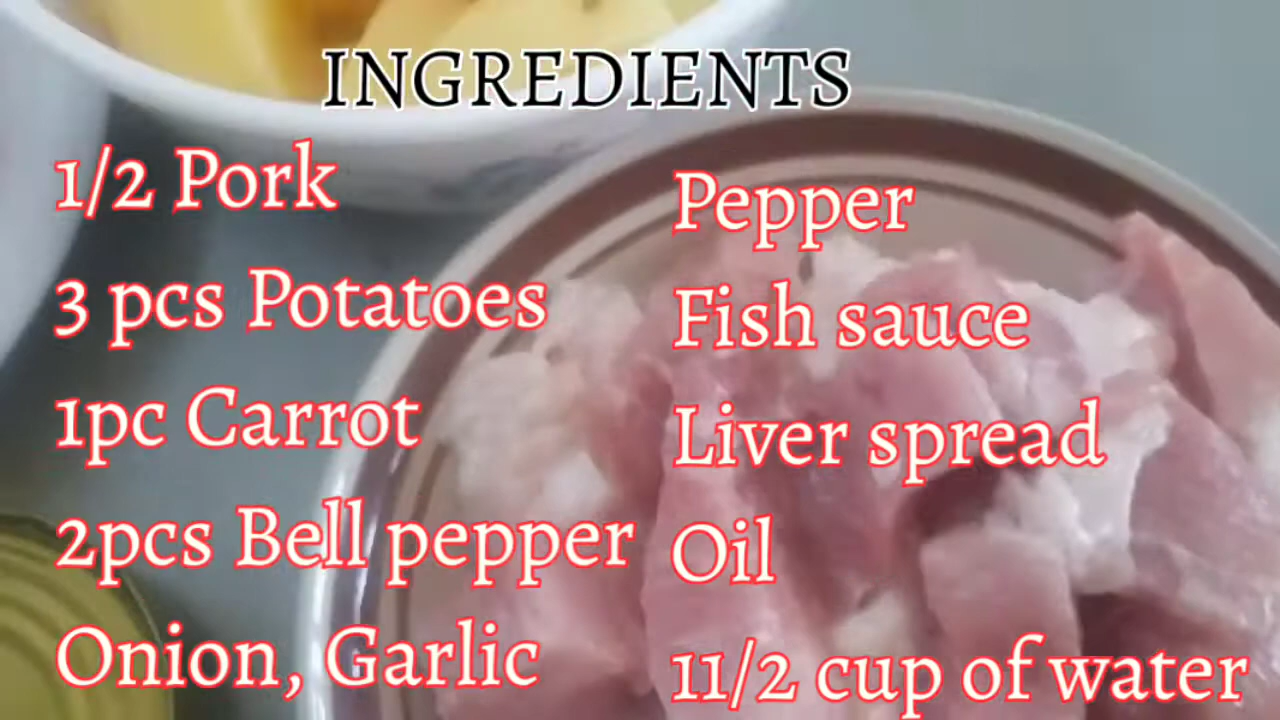 INGREDIENTS
1/2 Pork
3 pcs Potatoes
1pc Carrot
2pcs Bell pepper
Onion, Garlic
Pepper
Fish sauce
Liver spread
Oil
11/2 cup of water